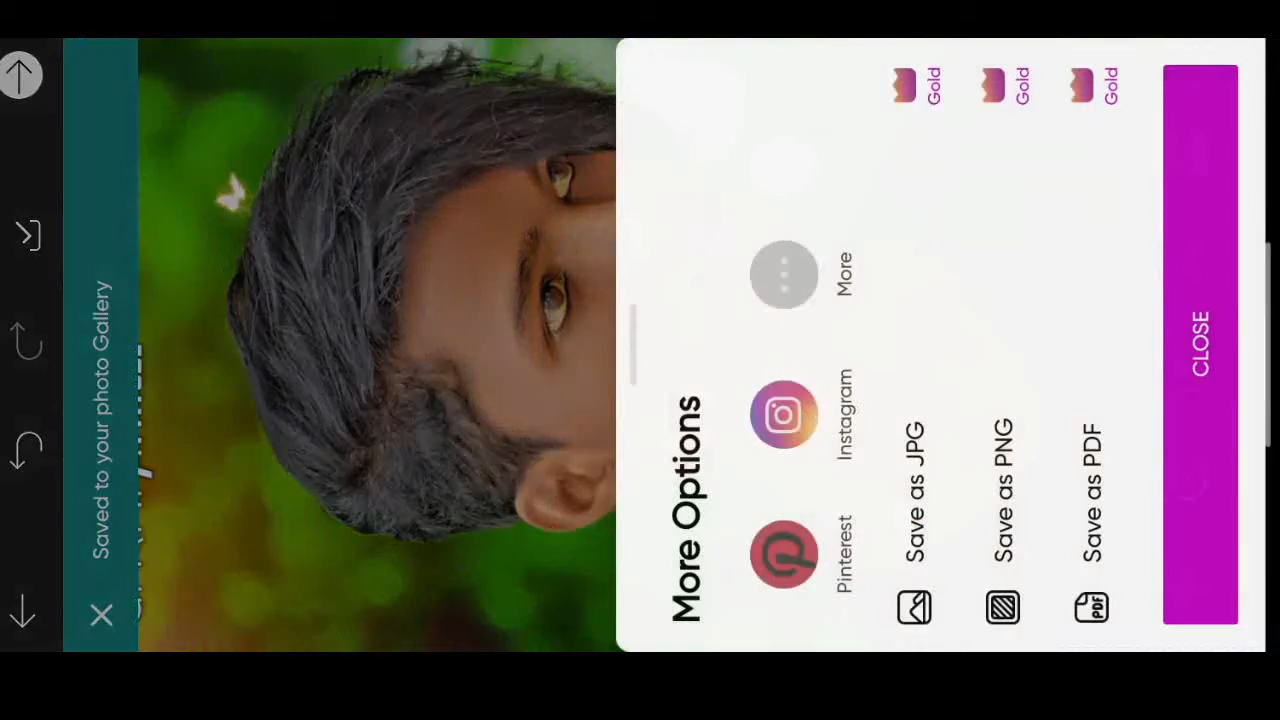 Saved to your photo Gallery
More Options
Pinterest
Instagram
More
Save as JPG
Gold
Save as PNG
Gold
Save as PDF
Gold
CLOSE